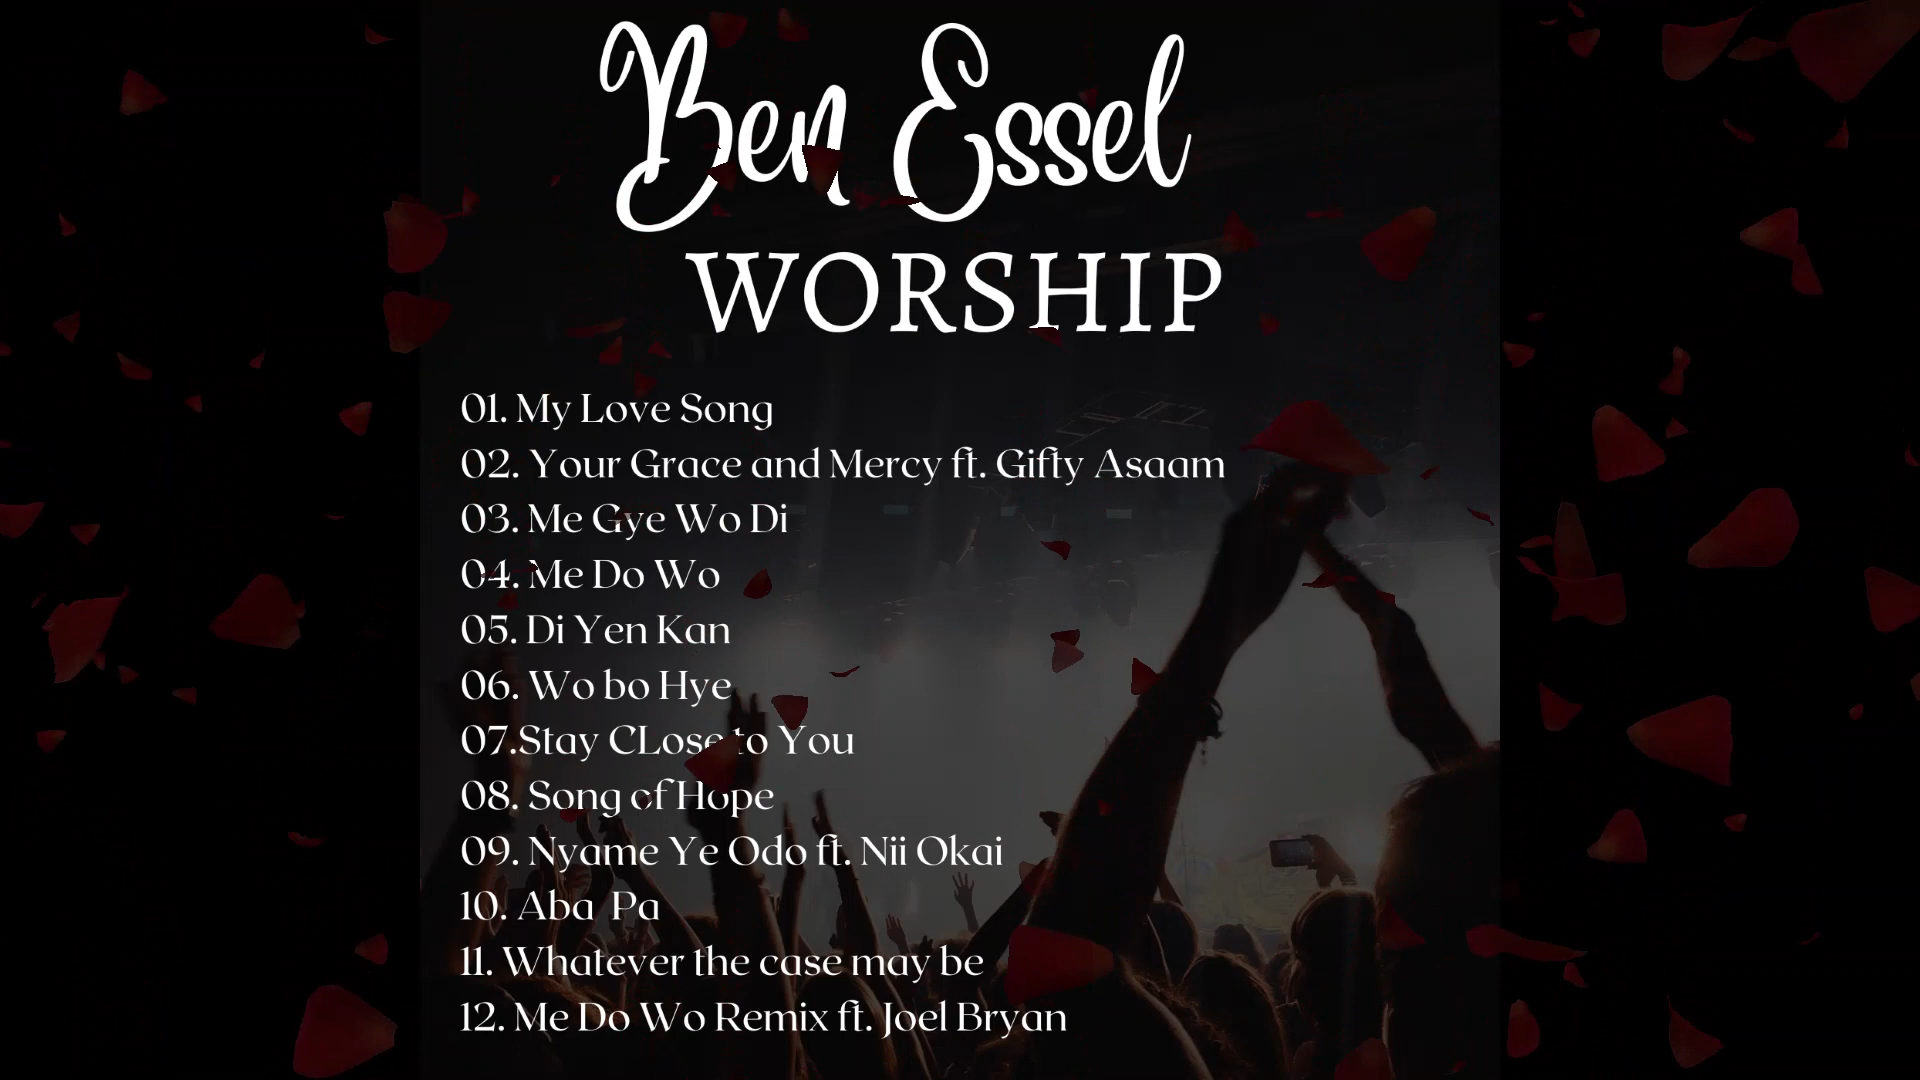 Ben Essel
WORSHIP
01. My Love Song
02. Your Grace and Mercy ft. Gifty Asaam
03. Me Gye Wo Di
04. Me Do Wo
05. Di Yen Kan
06. Wo bo Hye
07.Stay CLose to You
08. Song of Hope
09. Nyame Ye Odo ft. Nii Okai
10. Aba Pa
11. Whatever the case may be
12. Me Do Wo Remix ft. Joel Bryan